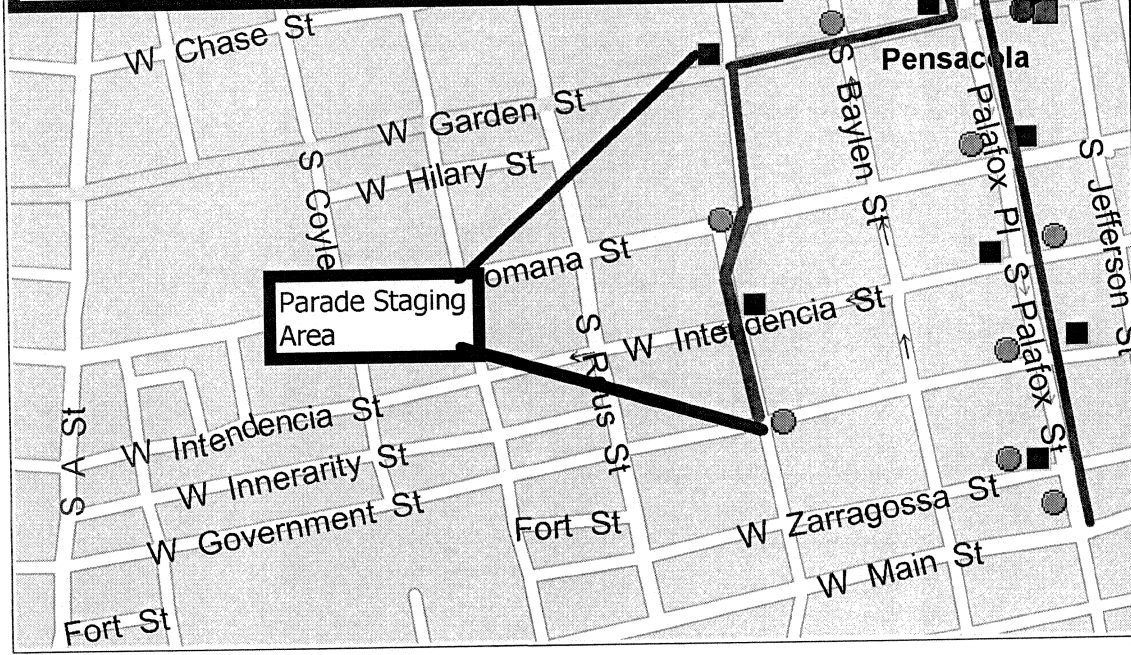 W Chase St
Pensacola
W Garden St
S Baylen St
Palafox Pl
W Hilary St
S Coyle
S Jefferson St
omana St
Parade Staging
Area
W Intendencia St
S Palafox St
S
us St
W Intendencia St
S A St
W Innerarity St
W Zarragossa St
W Government St
Fort St
W Main St
Fort St